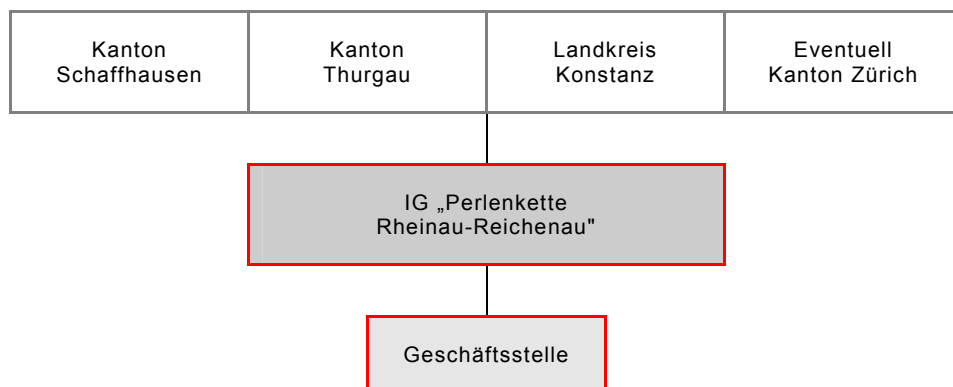 Kanton
Schaffhausen
Kanton
Thurgau
Landkreis
Konstanz
Eventuell
Kanton Zürich
IG „Perlenkette
Rheinau-Reichenau"
Geschäftsstelle